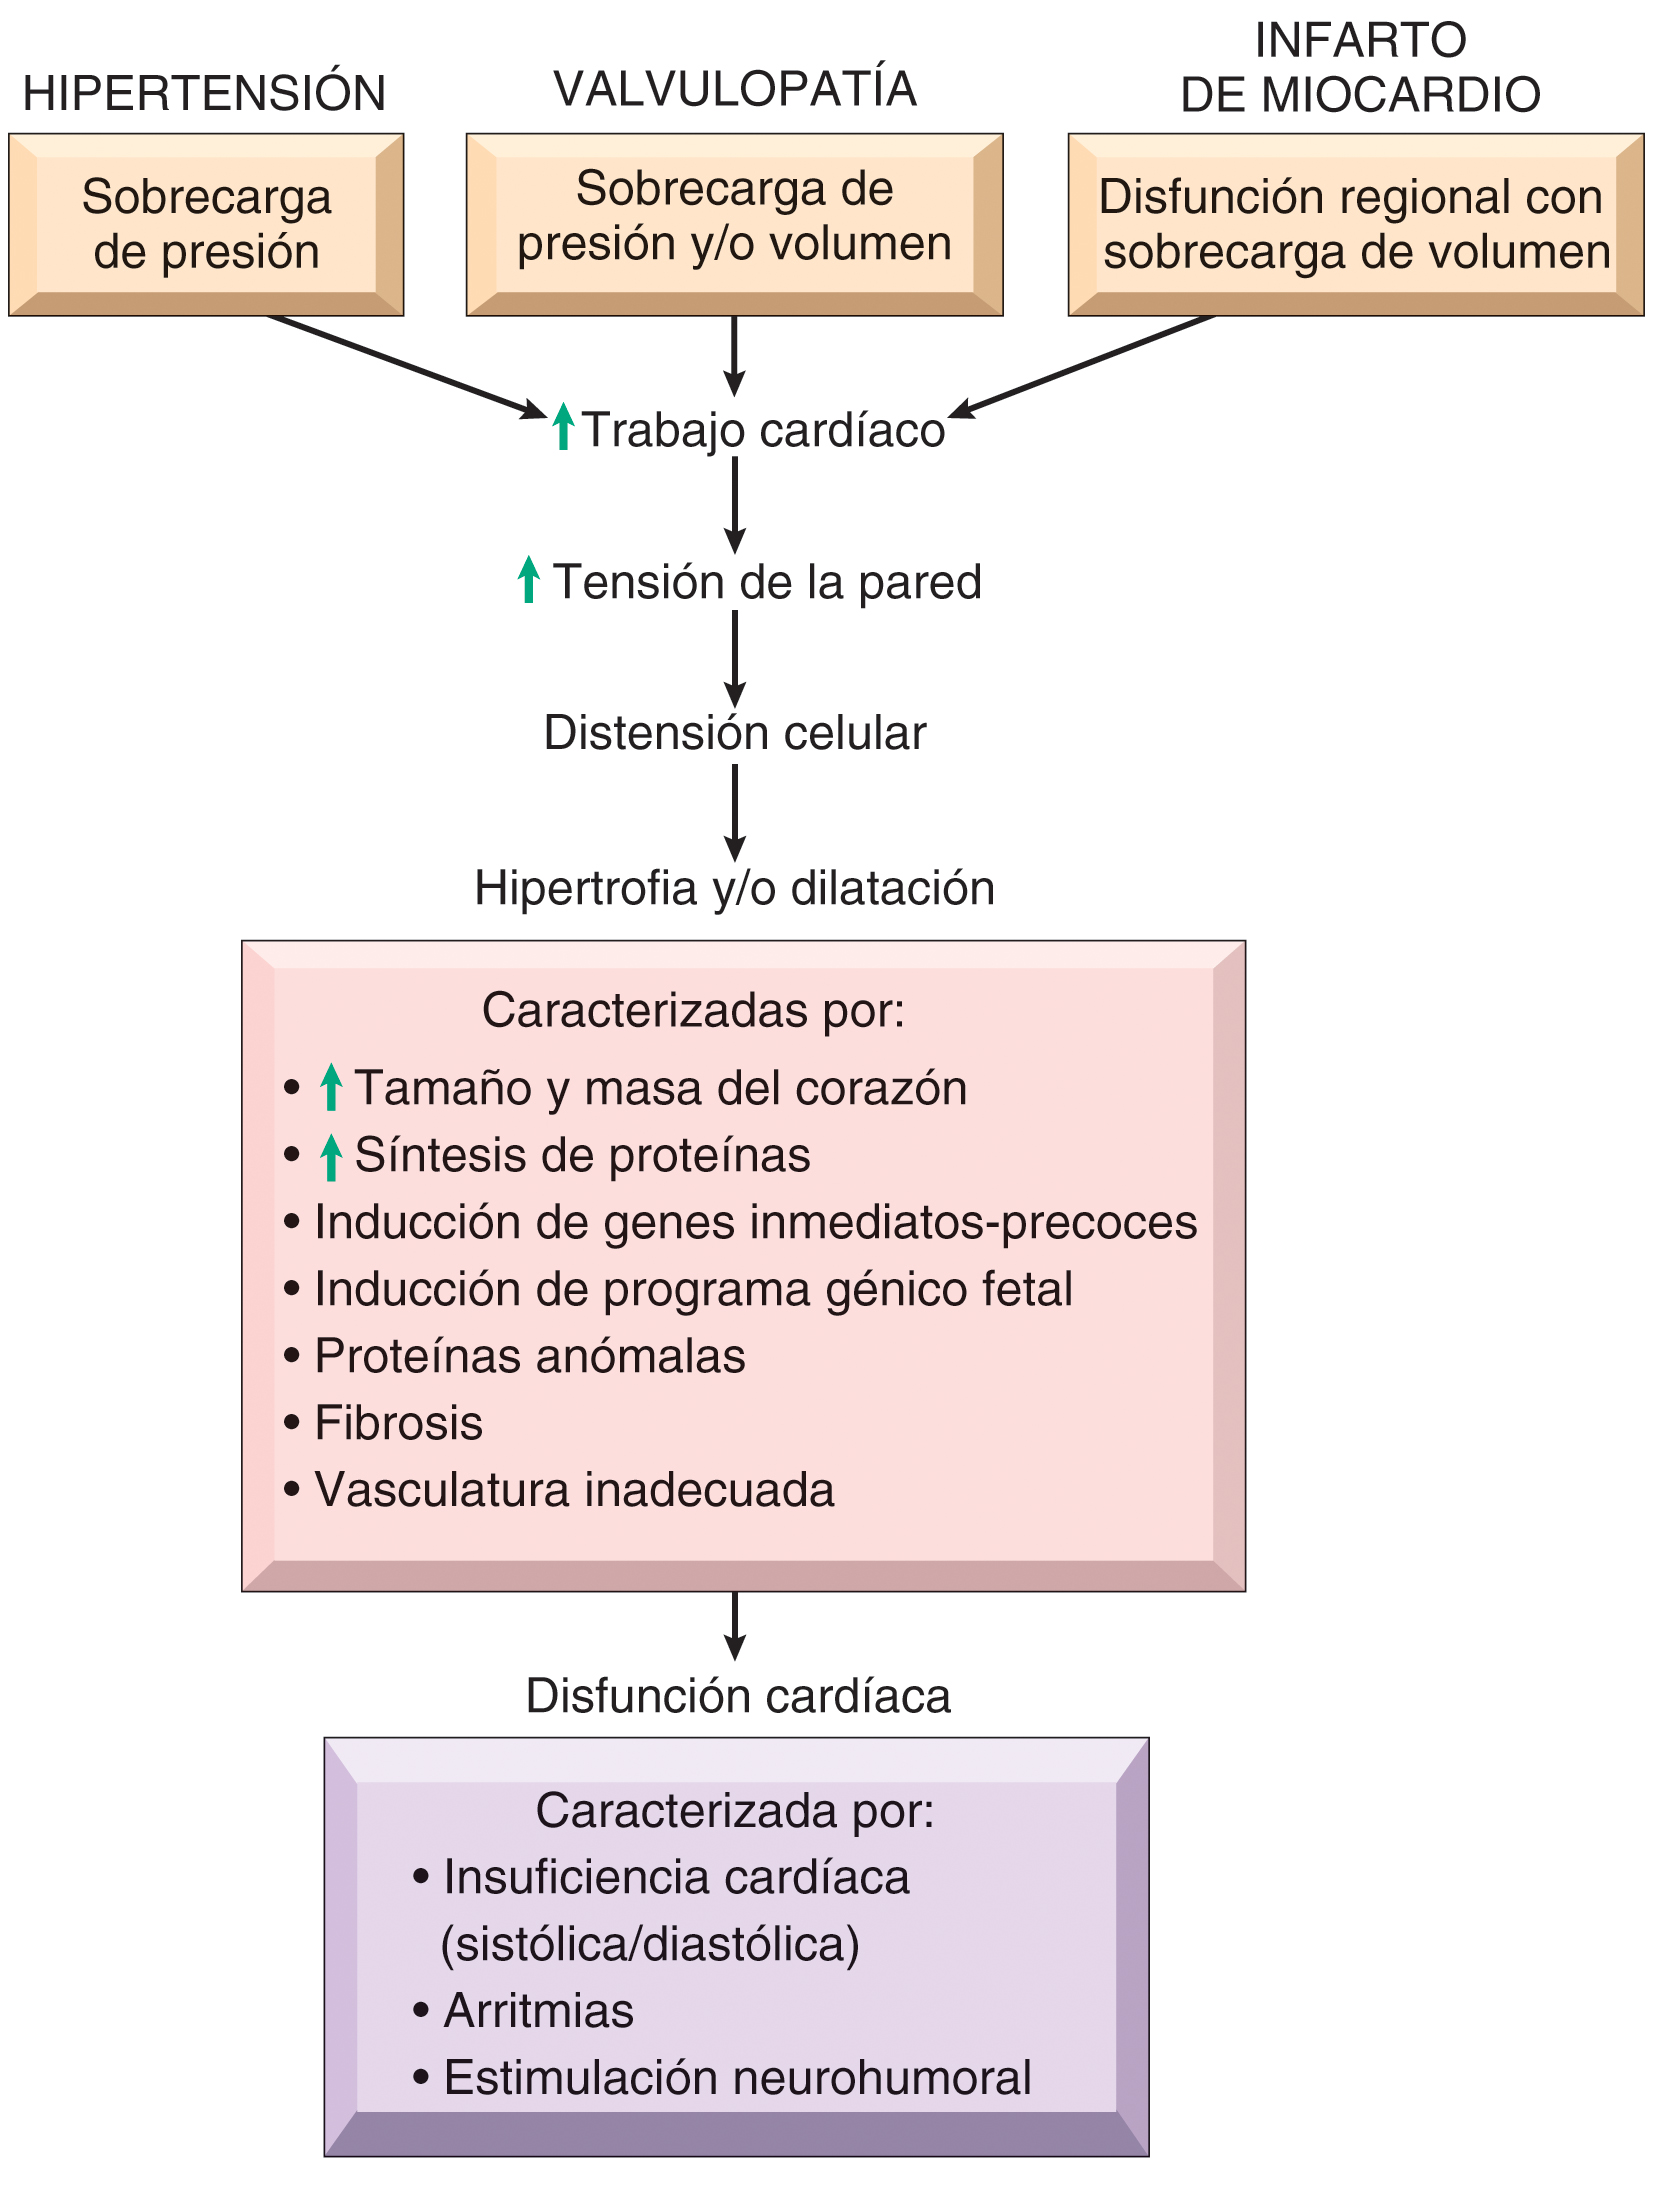 HIPERTENSIÓN
Sobrecarga
de presión
VALVULOPATÍA
Sobrecarga de
presión y/o volumen
INFARTO
DE MIOCARDIO
Disfunción regional con
sobrecarga de volumen
Trabajo cardíaco
Tensión de la pared
Distensión celular
Hipertrofia y/o dilatación
Caracterizadas por:
• Tamaño y masa del corazón
• Síntesis de proteínas
• Inducción de genes inmediatos-precoces
• Inducción de programa génico fetal
• Proteínas anómalas
• Fibrosis
• Vasculatura inadecuada
Disfunción cardíaca
Caracterizada por:
• Insuficiencia cardíaca
(sistólica/diastólica)
• Arritmias
• Estimulación neurohumoral